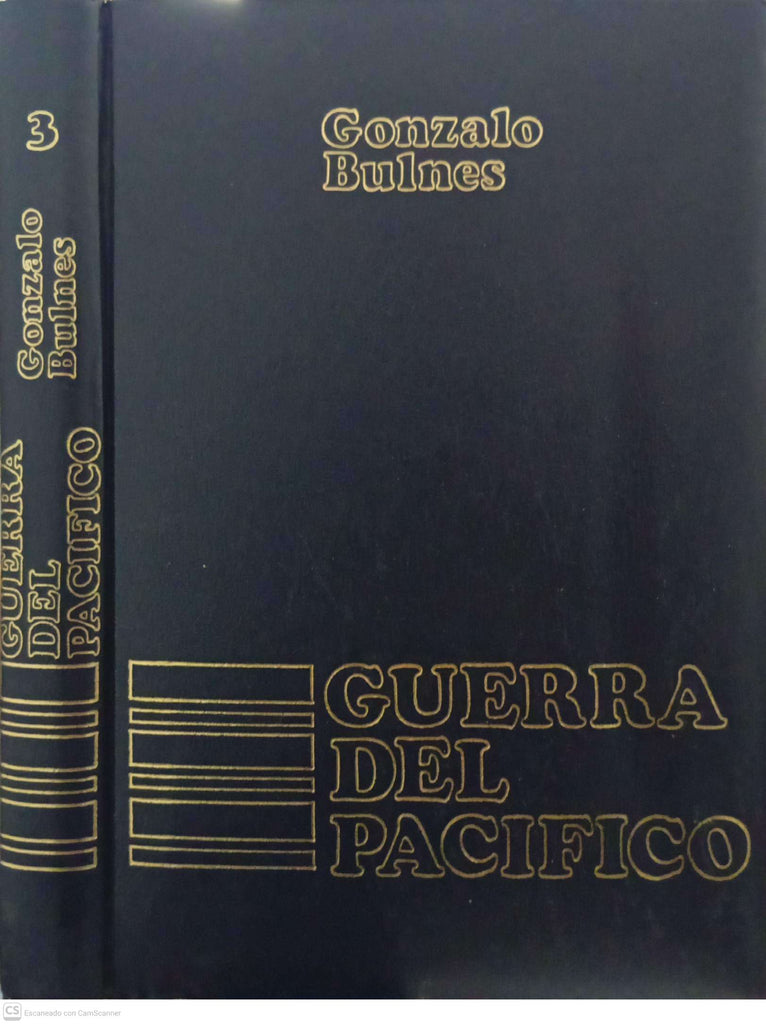 3
Gonzalo
Bulnes
GUERRA
DEL
PACIFICO
Gonzalo
Bulnes
GUERRA
DEL
PACIFICO
CS Escaneado con CamScanner